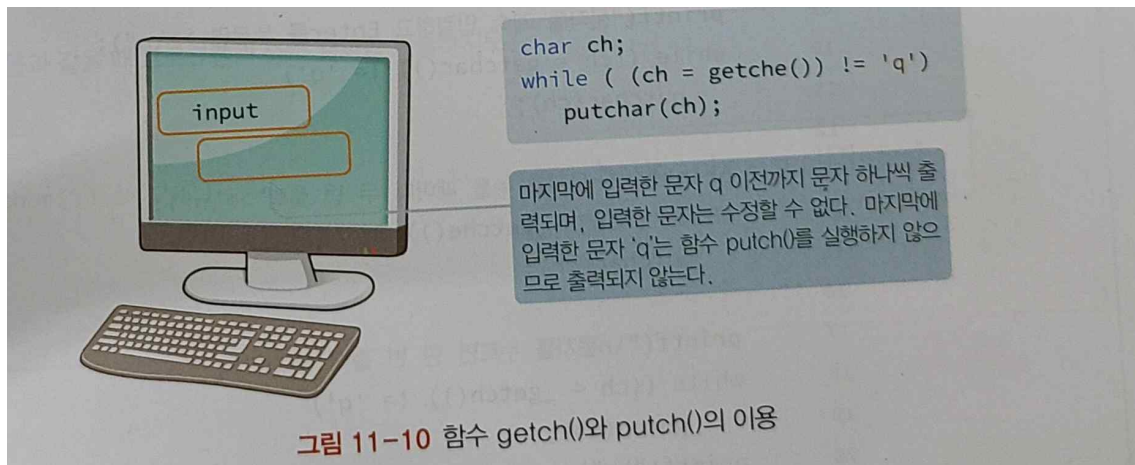 input
char ch;
while ( (ch = getche()) != 'q')
putchar(ch);
마지막에 입력한 문자 q 이전까지 문자 하나씩 출
력되며, 입력한 문자는 수정할 수 없다. 마지막에
입력한 문자 'q'는 함수 putch()를 실행하지 않으
므로 출력되지 않는다.
그림 11-10 함수 getch()와 putch()의 이용